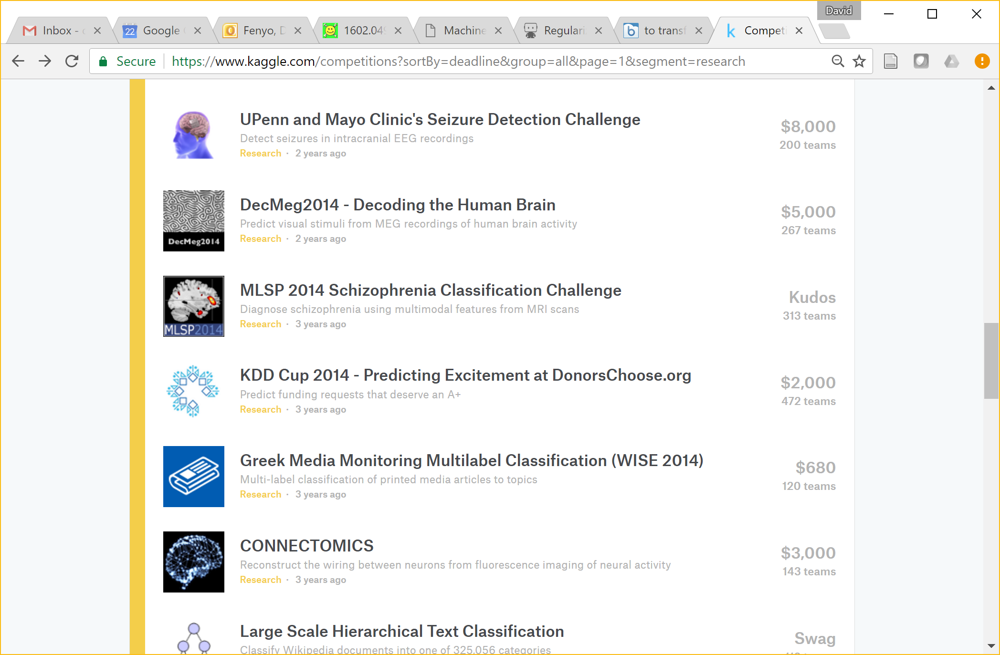 David
Inbox -
Google
Fenyo, D
1602.049
Machine
Regulari
to transf
Competi
22
Secure
https://www.kaggle.com/competitions?sortBy=deadline&group=all&page=1&segment=research
UPenn and Mayo Clinic's Seizure Detection Challenge
$8,000
Detect seizures in intracranial EEG recordings
200 teams
Research · 2 years ago
DecMeg2014 - Decoding the Human Brain
$5,000
Predict visual stimuli from MEG recordings of human brain activity
267 teams
Research · 2 years ago
DecMeg2014
MLSP 2014 Schizophrenia Classification Challenge
Kudos
Diagnose schizophrenia using multimodal features from MRI scans
313 teams
Research · 3 years ago
MLSP2014
KDD Cup 2014 - Predicting Excitement at DonorsChoose.org
$2,000
Predict funding requests that deserve an A+
472 teams
Research · 3 years ago
Greek Media Monitoring Multilabel Classification (WISE 2014)
$680
Multi-label classification of printed media articles to topics
120 teams
Research · 3 years ago
CONNECTOMICS
$3,000
Reconstruct the wiring between neurons from fluorescence imaging of neural activity
143 teams
Research · 3 years ago
Large Scale Hierarchical Text Classification
Swag
Classify Wikipedia documents into one of 325,056 categories